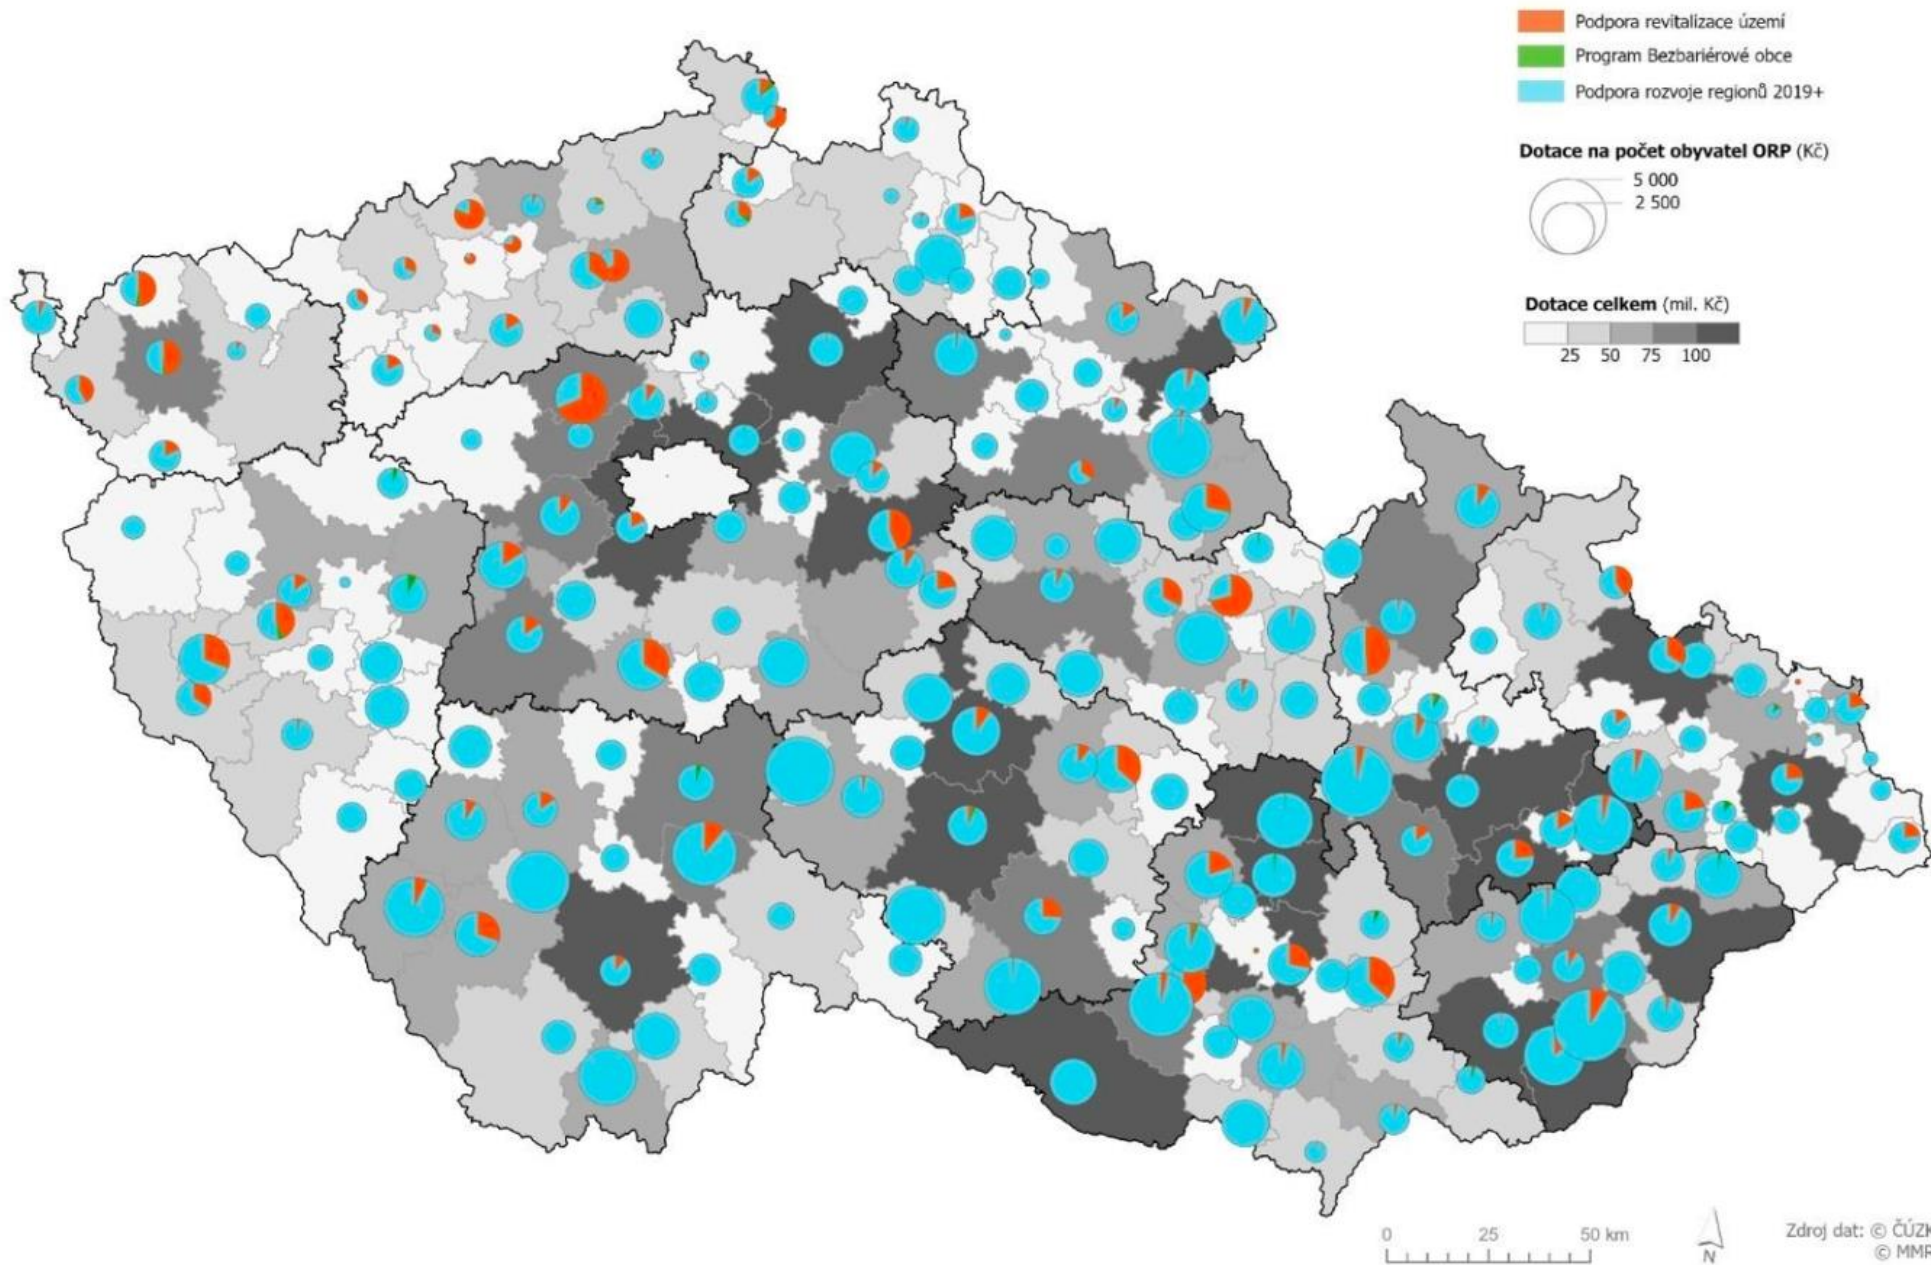 Podpora revitalizace území
Program Bezbariérové obce
Podpora rozvoje regionů 2019+
Dotace na počet obyvatel ORP (Kč)
5 000
2 500
Dotace celkem (mil. Kč)
25 50 75 100
0 25 50 km
N
Zdroj dat: © ČÚZK
© MMR